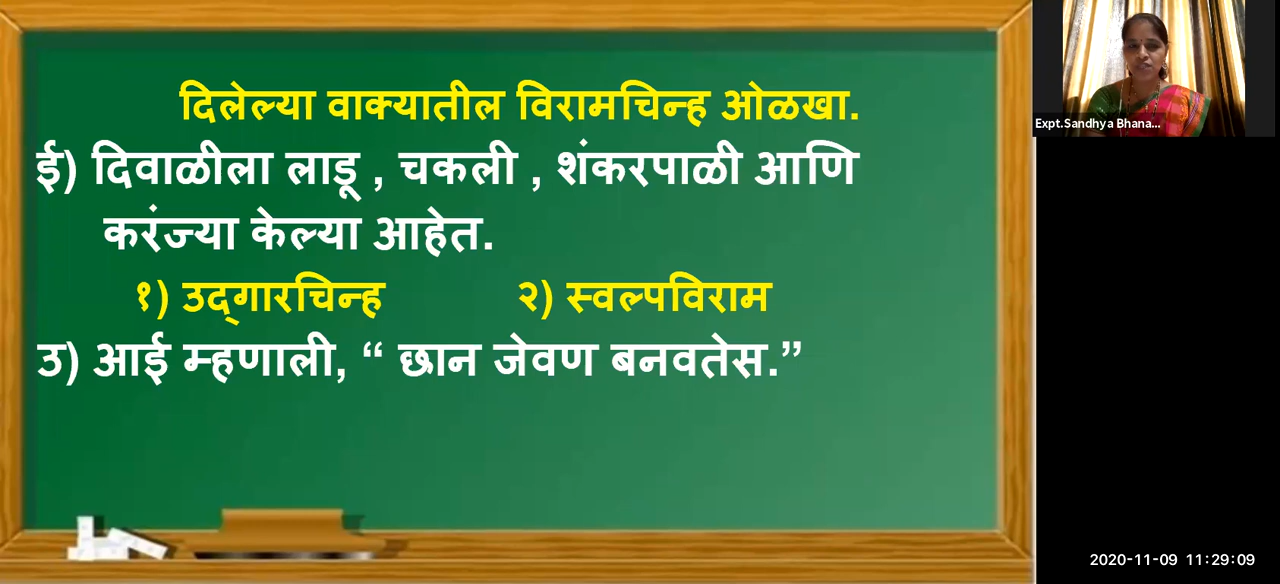 दिलेल्या वाक्यातील विरामचिन्ह ओळखा.
ई) दिवाळीला लाडू , चकली , शंकरपाळी आणि
करंज्या केल्या आहेत.
१) उद्‌गारचिन्ह २) स्वल्पविराम
उ) आई म्हणाली, “ छान जेवण बनवतेस.”
Expt.Sandhya Bhana...
2020-11-09 11:29:09